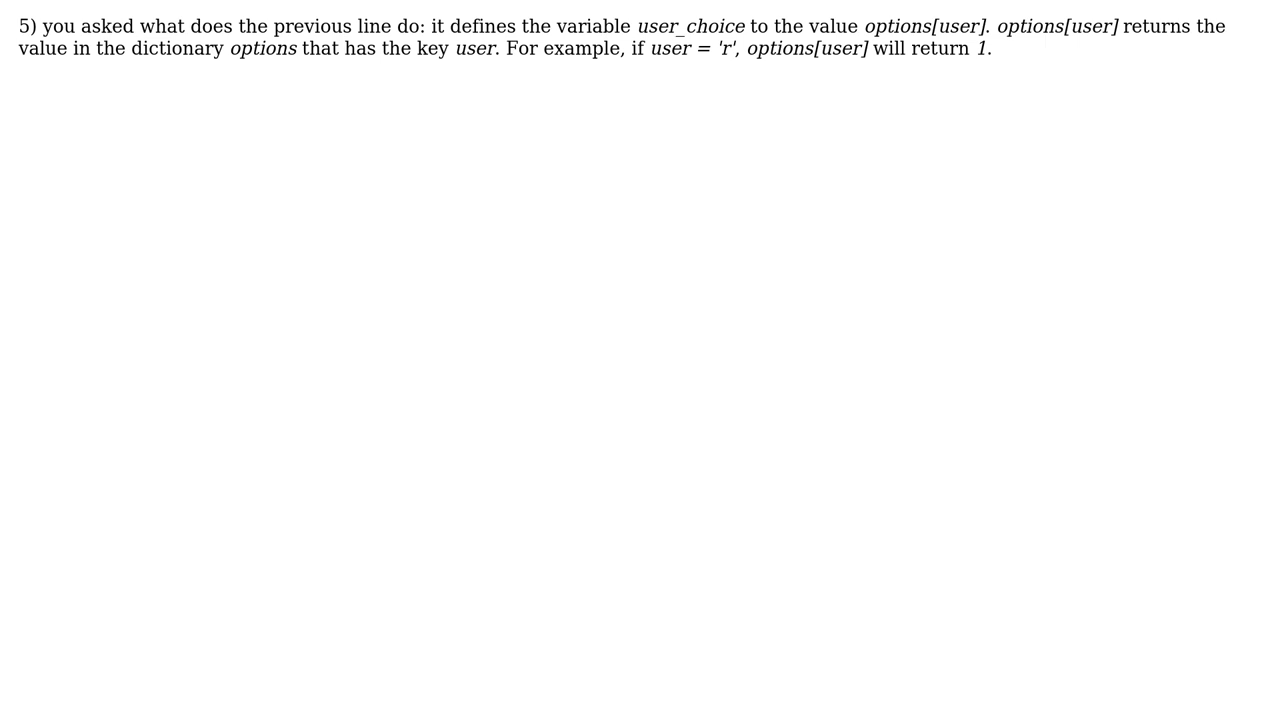 5) you asked what does the previous line do: it defines the variable user_choice to the value options[user]. options[user] returns the
value in the dictionary options that has the key user. For example, if user = 'r', options[user] will return 1.